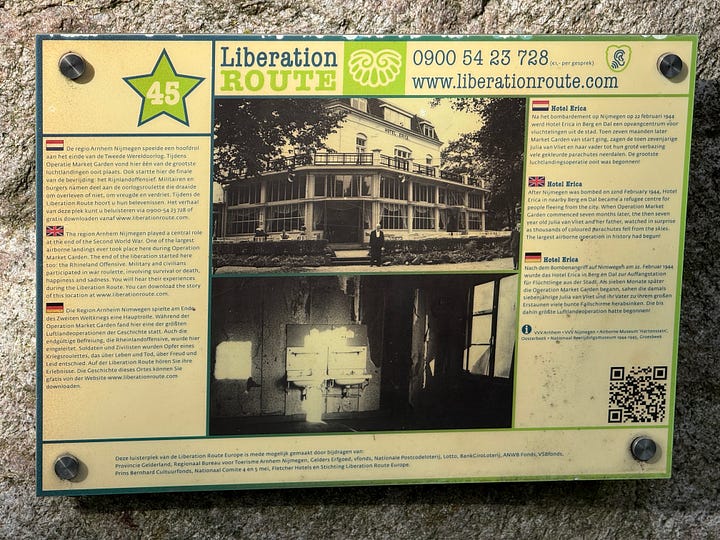 45
Liberation
ROUTE
0900 54 23 728 (€1,- per gesprek)
www.liberationroute.com
De regio Arnhem Nijmegen speelde een hoofdrol
aan het einde van de Tweede Wereldoorlog. Tijdens
Operatie Market Garden vond hier één van de grootste
luchtlandingen ooit plaats. Ook startte hier de finale
van de bevrijding: het Rijnlandoffensief. Militairen en
burgers namen deel aan de oorlogsroulette die draaide
om overleven of niet, om vreugde en verdriet. Tijdens de
Liberation Route hoort u hun belevenissen. Het verhaal
van deze plek kunt u beluisteren via 0900-54 23 728 of
gratis downloaden vanaf www.liberationroute.com.
The region Arnhem Nijmegen played a central role
at the end of the Second World War. One of the largest
airborne landings ever took place here during Operation
Market Garden. The end of the liberation started here
too: the Rhineland Offensive. Military and civilians
participated in war roulette, involving survival or death,
happiness and sadness. You will hear their experiences
during the Liberation Route. You can download the story
of this location at www.liberationroute.com.
Die Region Arnheim Nimwegen spielte am Ende
des Zweiten Weltkriegs eine Hauptrolle. Während der
Operation Market Garden fand hier eine der größten
Luftlandeoperationen der Geschichte statt. Auch die
endgültige Befreiung, die Rheinlandoffensive, wurde hier
eingeleitet. Soldaten und Zivilisten wurden Opfer eines
Kriegsroulettes, das über Leben und Tod, über Freud und
Leid entschied. Auf der Liberation Route hören Sie ihre
Erlebnisse. Die Geschichte dieses Ortes können Sie
gratis von der Website www.liberationroute.com
downloaden.
HOTEL ERICA
Hotel Erica
Na het bombardement op Nijmegen op 22 februari 1944
werd Hotel Erica in Berg en Dal een opvangcentrum voor
vluchtelingen uit de stad. Toen zeven maanden later
Market Garden van start ging, zagen de toen zevenjarige
Julia van Vliet en haar vader tot hun grote verbazing
vele gekleurde parachutes neerdalen. De grootste
luchtlandingsoperatie ooit was begonnen!
Hotel Erica
After Nijmegen was bombed on 22nd February 1944, Hotel
Erica in nearby Berg en Dal became a refugee centre for
people fleeing from the city. When Operation Market
Garden commenced seven months later, the then seven
year old Julia van Vliet and her father, watched in surprise
as thousands of coloured parachutes fell from the skies.
The largest airborne operation in history had begun!
Hotel Erica
Nach dem Bombenangriff auf Nimwegen am 22. Februar 1944
wurde das Hotel Erica in Berg en Dal zur Auffangstation
für Flüchtlinge aus der Stadt. Als sieben Monate später
die Operation Market Garden begann, sahen die damals
siebenjährige Julia van Vliet und ihr Vater zu ihrem großen
Erstaunen viele bunte Fallschirme herabsinken. Die bis
dahin größte Luftlandeoperation hatte begonnen!
VVV Arnhem • VVV Nijmegen • Airborne Museum 'Hartenstein',
Oosterbeek • Nationaal Bevrijdingsmuseum 1944-1945, Groesbeek
Deze luisterplek van de Liberation Route Europe is mede mogelijk gemaakt door bijdragen van:
Provincie Gelderland, Regionaal Bureau voor Toerisme Arnhem Nijmegen, Gelders Erfgoed, vfonds, Nationale Postcodeloterij, Lotto, BankGiroLoterij, ANWB Fonds, VSBfonds,
Prins Bernhard Cultuurfonds, Nationaal Comité 4 en 5 mei, Fletcher Hotels en Stichting Liberation Route Europe.